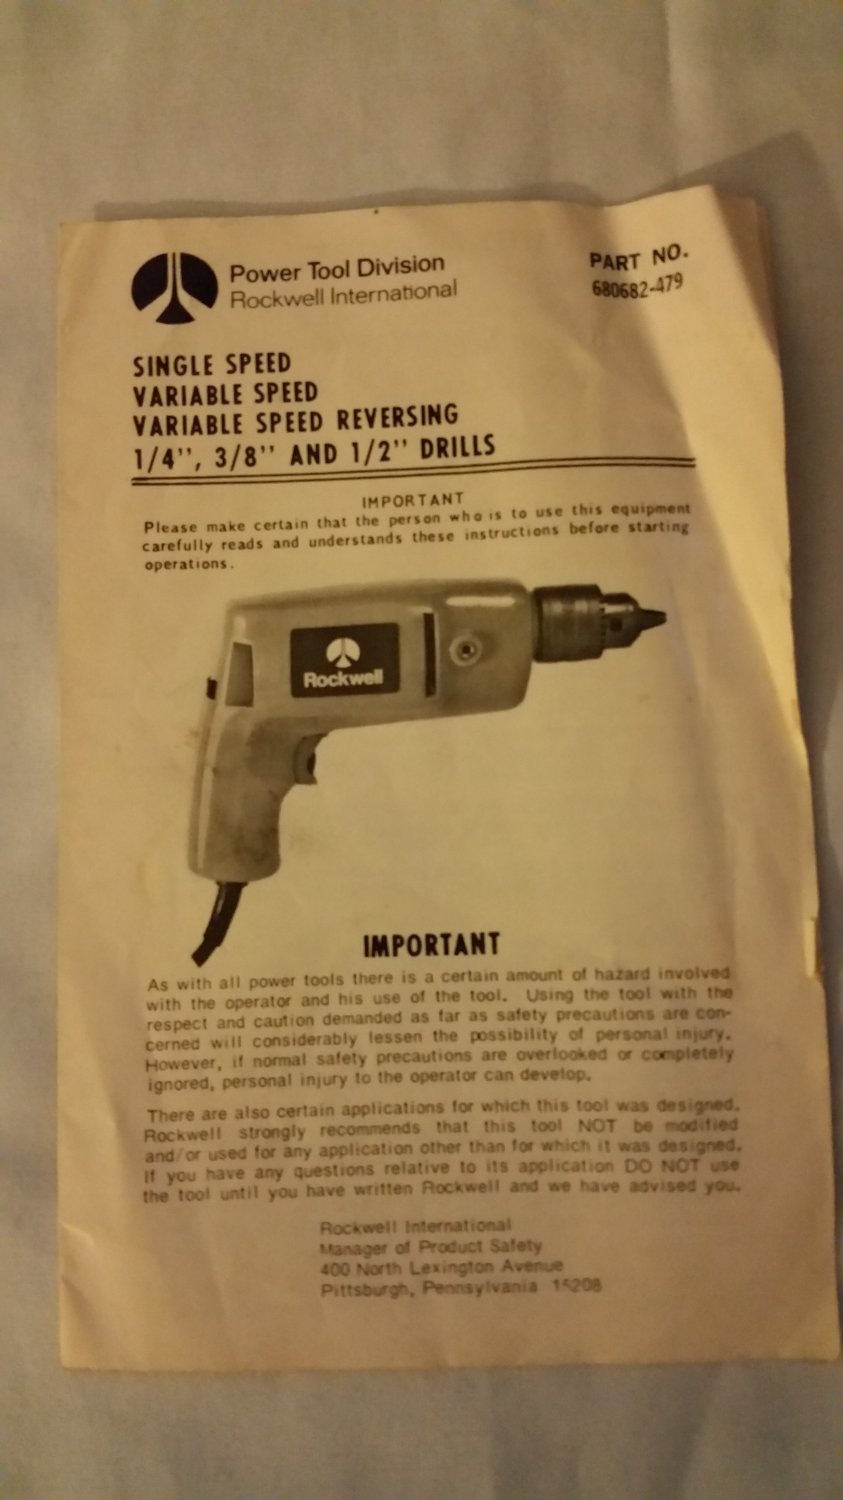 Power Tool Division
Rockwell International
PART NO.
680682-479
SINGLE SPEED
VARIABLE SPEED
VARIABLE SPEED REVERSING
1/4'', 3/8'' AND 1/2'' DRILLS
IMPORTANT
Please make certain that the person who is to use this equipment
carefully reads and understands these instructions before starting
operations.
Rockwell
IMPORTANT
As with all power tools there is a certain amount of hazard involved
with the operator and his use of the tool. Using the tool with the
respect and caution demanded as far as safety precautions are con-
cerned will considerably lessen the possibility of personal injury.
However, if normal safety precautions are overlooked or completely
ignored, personal injury to the operator can develop.
There are also certain applications for which this tool was designed.
Rockwell strongly recommends that this tool NOT be modified
and/or used for any application other than for which it was designed.
If you have any questions relative to its application DO NOT use
the tool until you have written Rockwell and we have advised you.
Rockwell International
Manager of Product Safety
400 North Lexington Avenue
Pittsburgh, Pennsylvania 15208